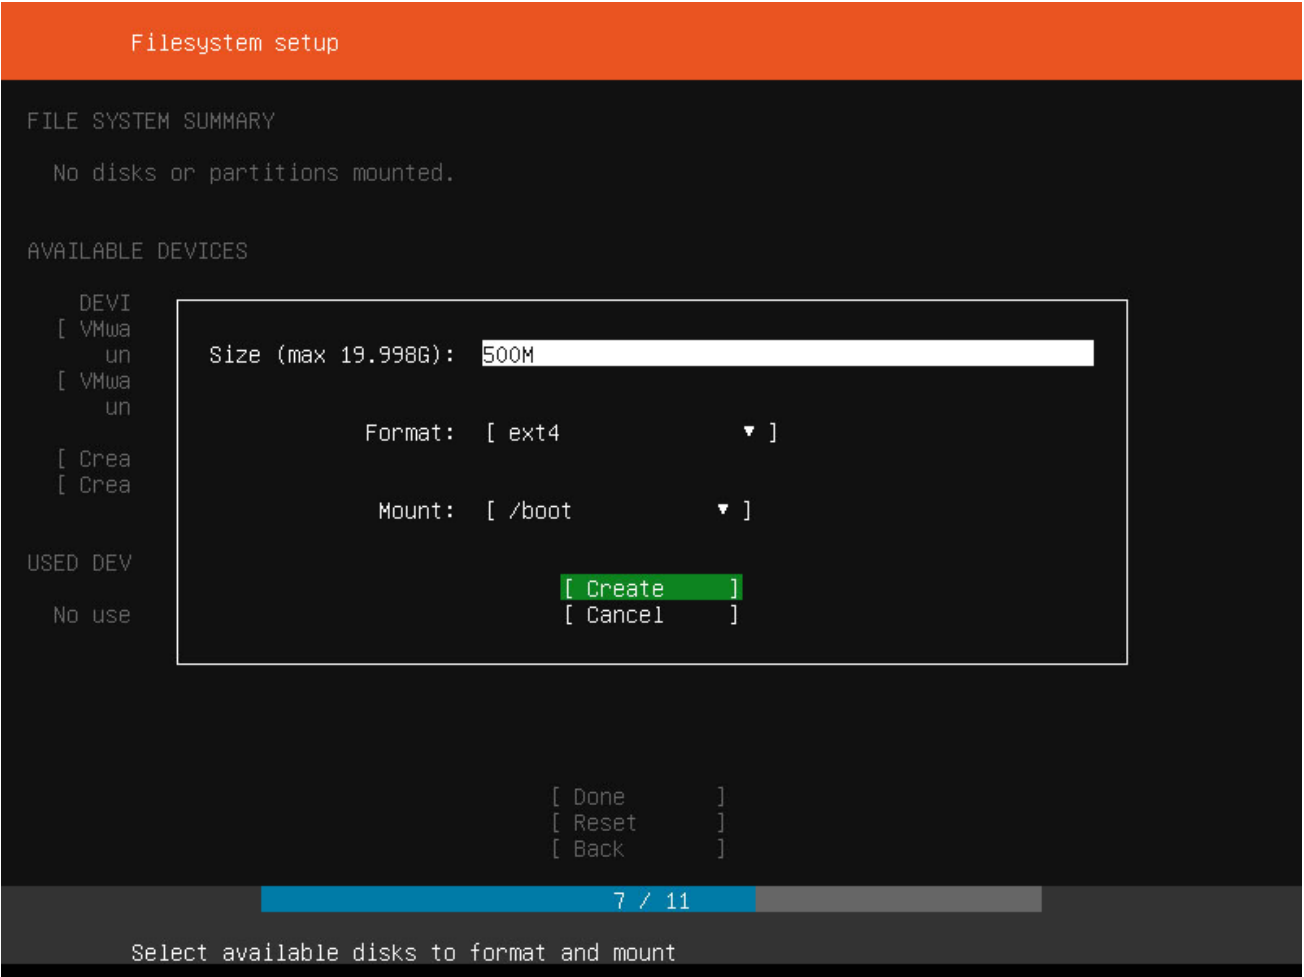 Filesystem setup
FILE SYSTEM SUMMARY
No disks or partitions mounted.
AVAILABLE DEVICES
DEVI
[ VMwa
un
[ VMwa
un
[ Crea
[ Crea
USED DEV
No use
Size (max 19.998G): 500M
Format: [ ext4 ▾ ]
Mount: [ /boot ▾ ]
[ Create ]
[ Cancel ]
[ Done ]
[ Reset ]
[ Back ]
7 / 11
Select available disks to format and mount